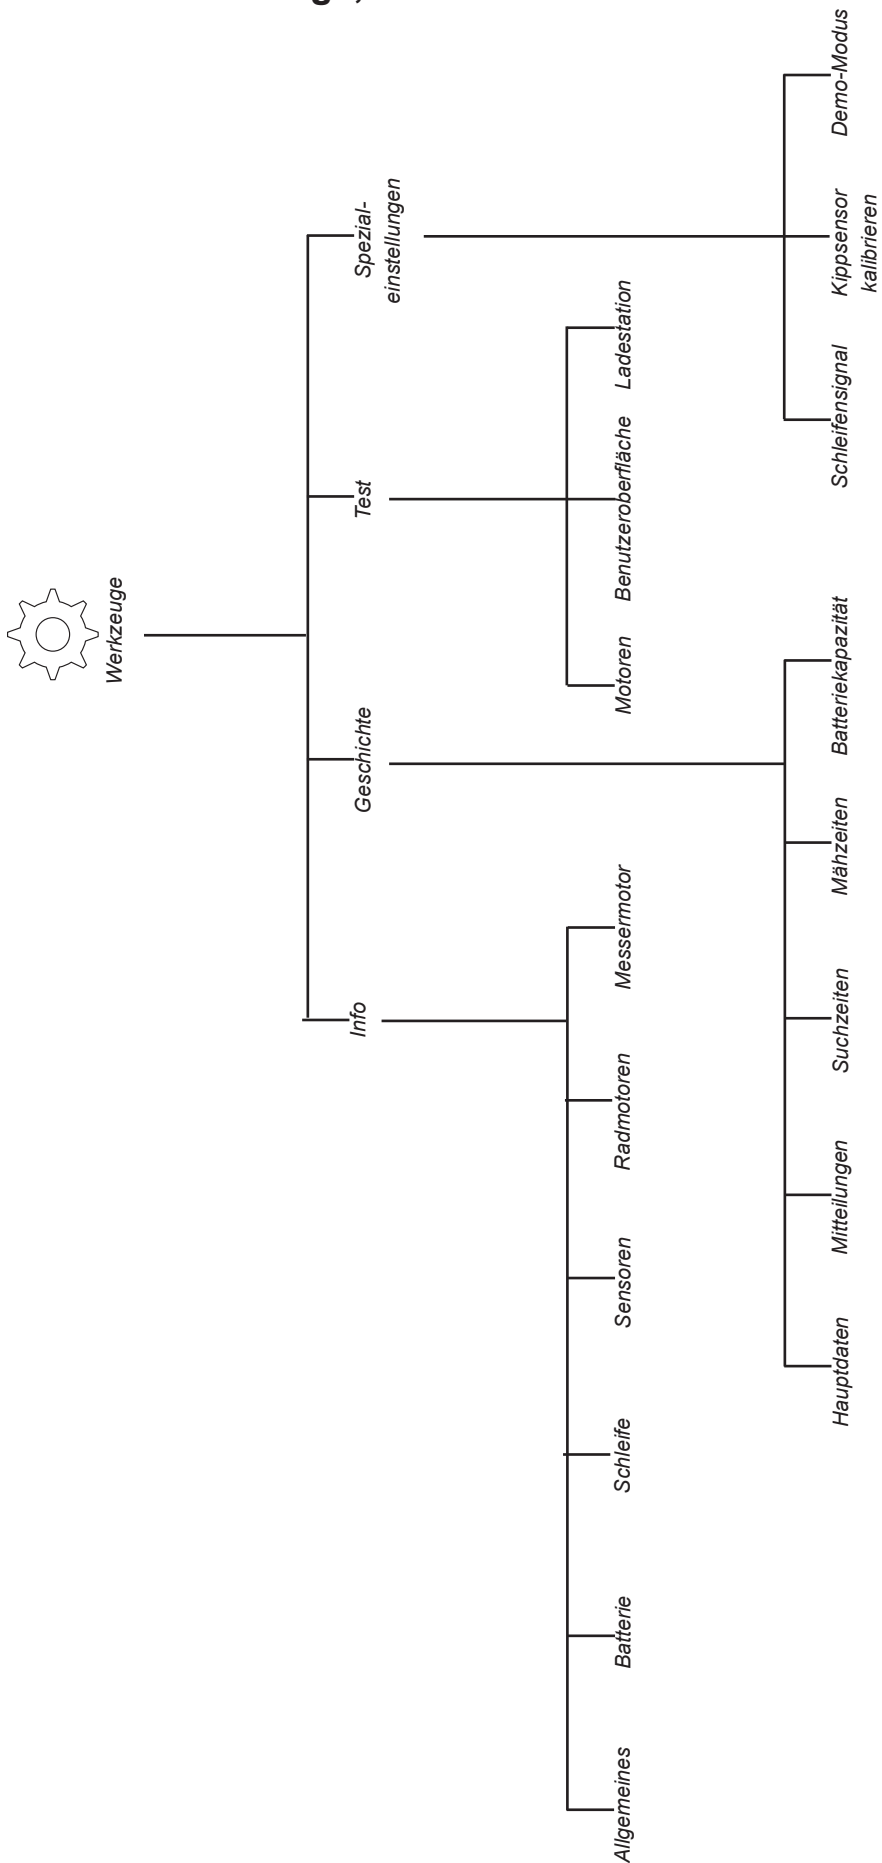 Werkzeuge
Info
Geschichte
Test
Spezial-
einstellungen
Allgemeines
Batterie
Schleife
Sensoren
Radmotoren
Messermotor
Motoren
Benutzeroberfläche
Ladestation
Hauptdaten
Mitteilungen
Suchzeiten
Mähzeiten
Batteriekapazität
Schleifensignal
Kippsensor
kalibrieren
Demo-Modus